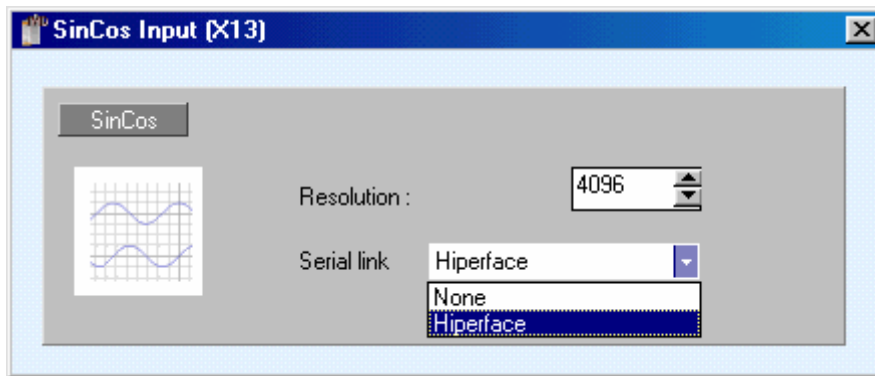 SinCos Input (X13)
SinCos
Resolution : 4096
Serial link Hiperface
None
Hiperface